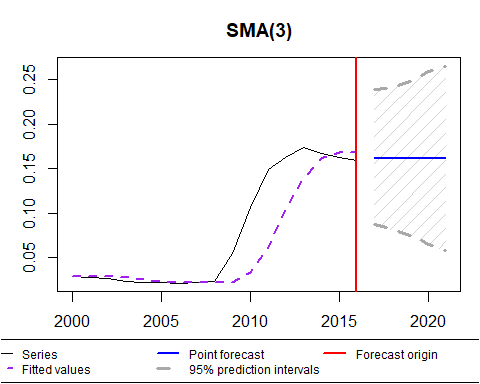 SMA(3)
0.25
0.20
0.15
0.10
0.05
2000 2005 2010 2015 2020
Series Point forecast Forecast origin
Fitted values 95% prediction intervals